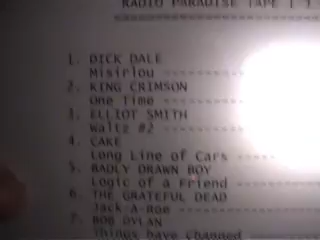 RADIO PARADISE TAPE
1. DICK DALE
Misirlou ----------
2. KING CRIMSON
One Time ----------
3. ELLIOT SMITH
Waltz #2 ----------
4. CAKE
Long Line of Cars ---
5. BADLY DRAWN BOY
Logic of a Friend ------
6. THE GRATEFUL DEAD
Jack-A-Roe ----------
7. BOB DYLAN
Things have Changed --------